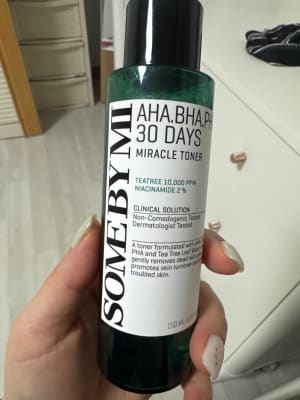 SOME BY MI
AHA.BHA.PH
30 DAYS
MIRACLE TONER
TEATREE 10,000 PPM
NIACINAMIDE 2 %
CLINICAL SOLUTION
Non-Comedogenic Tested
Dermatologist Tested
A toner formulated with
PHA and Tea Tree Leaf
gently removes dead skin
promotes skin turnover
troubled skin.
150 ML